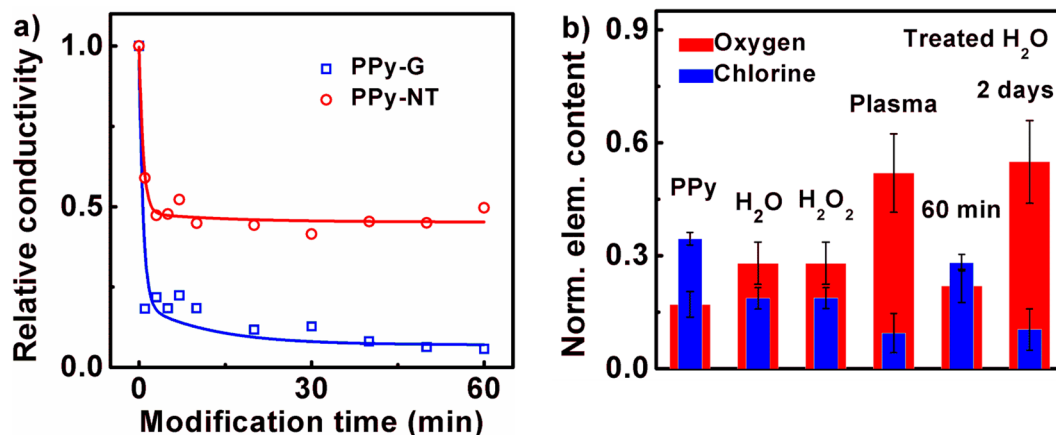 a)
Relative conductivity
1.0
0.5
0.0
PPy-G
PPy-NT
0
30
60
Modification time (min)
b)
Norm. elem. content
0.9
0.6
0.3
0.0
Oxygen
Chlorine
Treated H₂O
Plasma
2 days
PPy
H₂O
H₂O₂
60 min